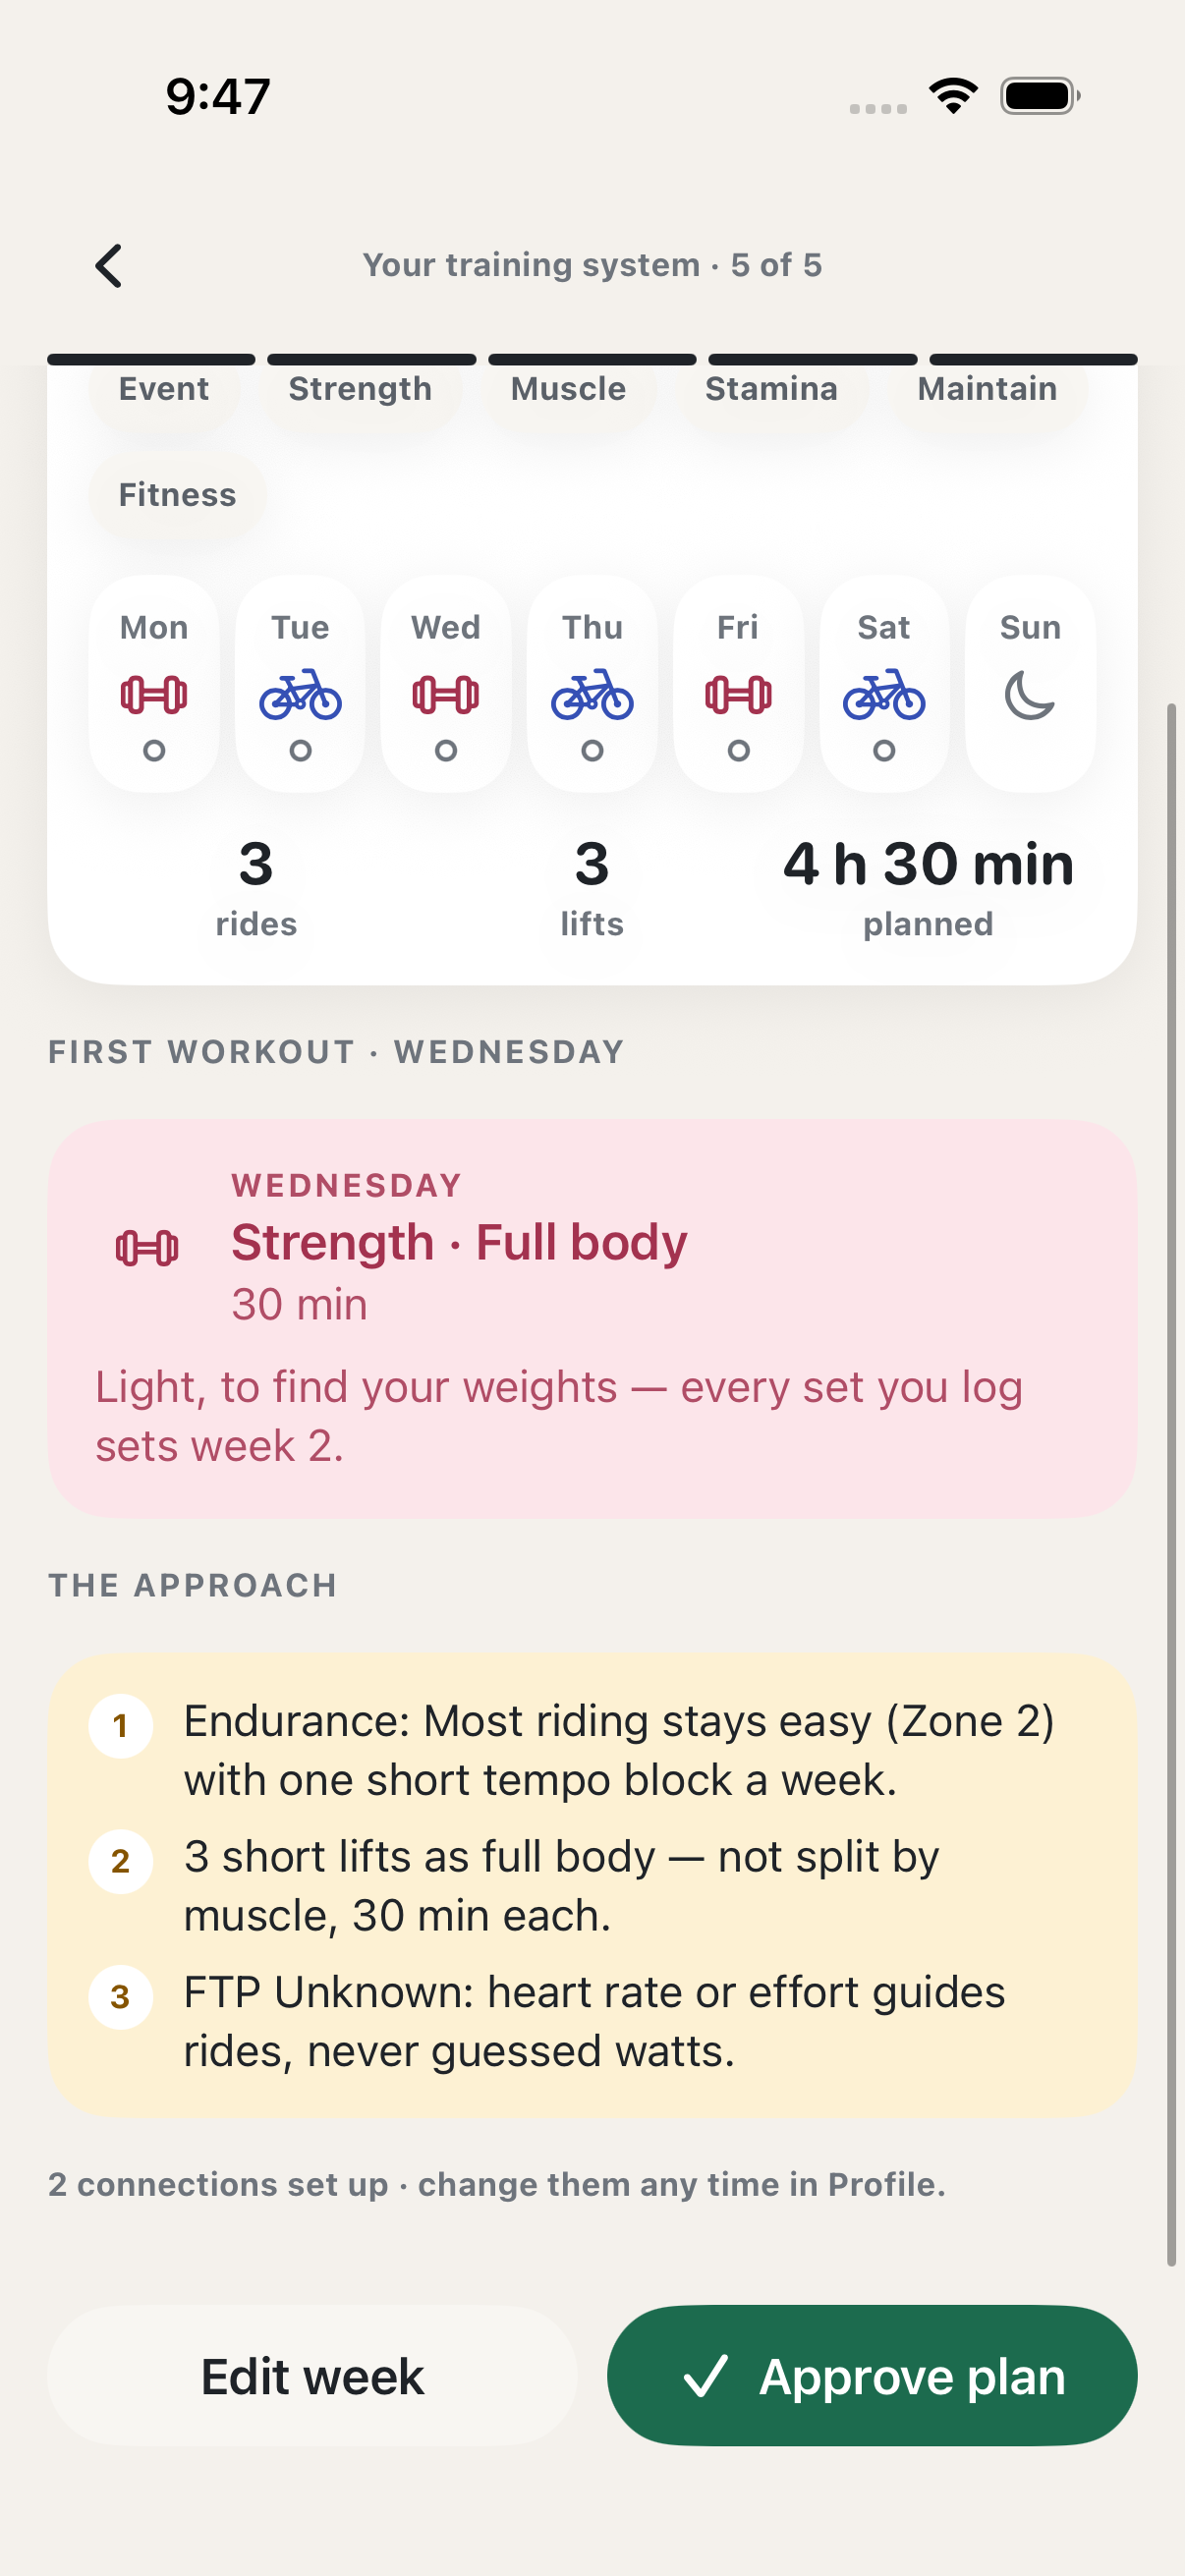 9:47
Your training system · 5 of 5
Event Strength Muscle Stamina Maintain
Fitness
Mon Tue Wed Thu Fri Sat Sun
3 3 4 h 30 min
rides lifts planned
FIRST WORKOUT · WEDNESDAY
WEDNESDAY
Strength · Full body
30 min
Light, to find your weights — every set you log
sets week 2.
THE APPROACH
1 Endurance: Most riding stays easy (Zone 2)
with one short tempo block a week.
2 3 short lifts as full body — not split by
muscle, 30 min each.
3 FTP Unknown: heart rate or effort guides
rides, never guessed watts.
2 connections set up · change them any time in Profile.
Edit week Approve plan